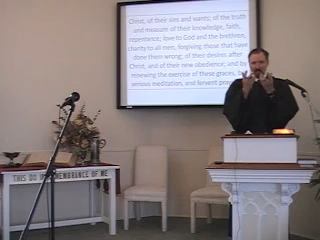 Christ, of their sins and wants; of the truth
and measure of their knowledge, faith,
repentance; love to God and the brethren,
charity to all men, forgiving those that have
done them wrong; of their desires after
Christ, and of their new obedience; and by
renewing the exercise of these graces, by
serious meditation, and fervent
THIS DO IN REMEMBRANCE OF ME